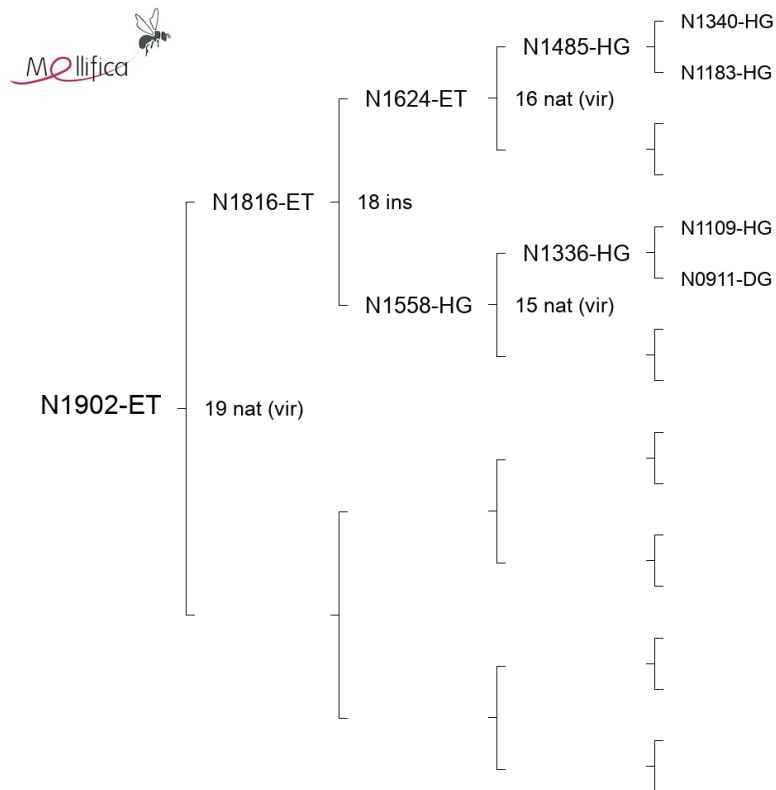 Mellifica
N1340-HG
N1485-HG
N1183-HG
N1624-ET
16 nat (vir)
N1816-ET
18 ins
N1109-HG
N1336-HG
N0911-DG
N1558-HG
15 nat (vir)
N1902-ET
19 nat (vir)